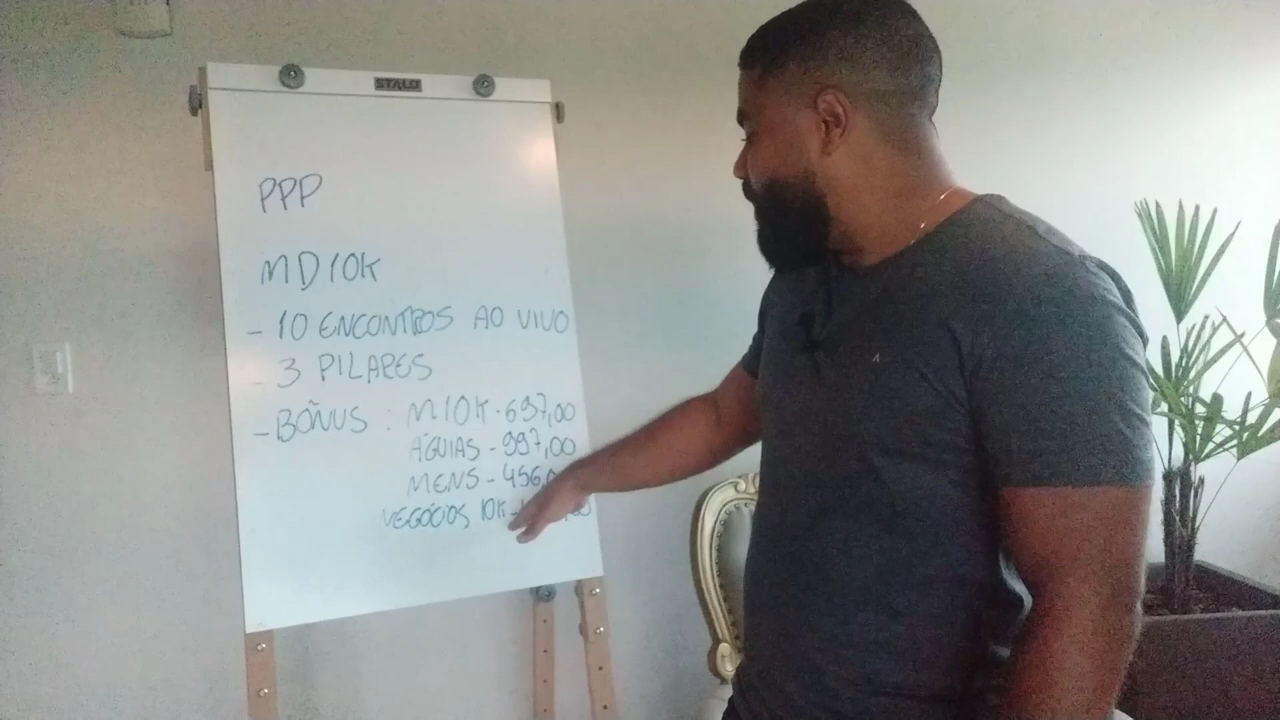 STALO
PPP
MD10K
- 10 ENCONTROS AO VIVO
- 3 PILARES
- BÔNUS : M10K - 697,00
ÁGUIAS - 997,00
MENS - 456,
NEGÓCIOS 10K -